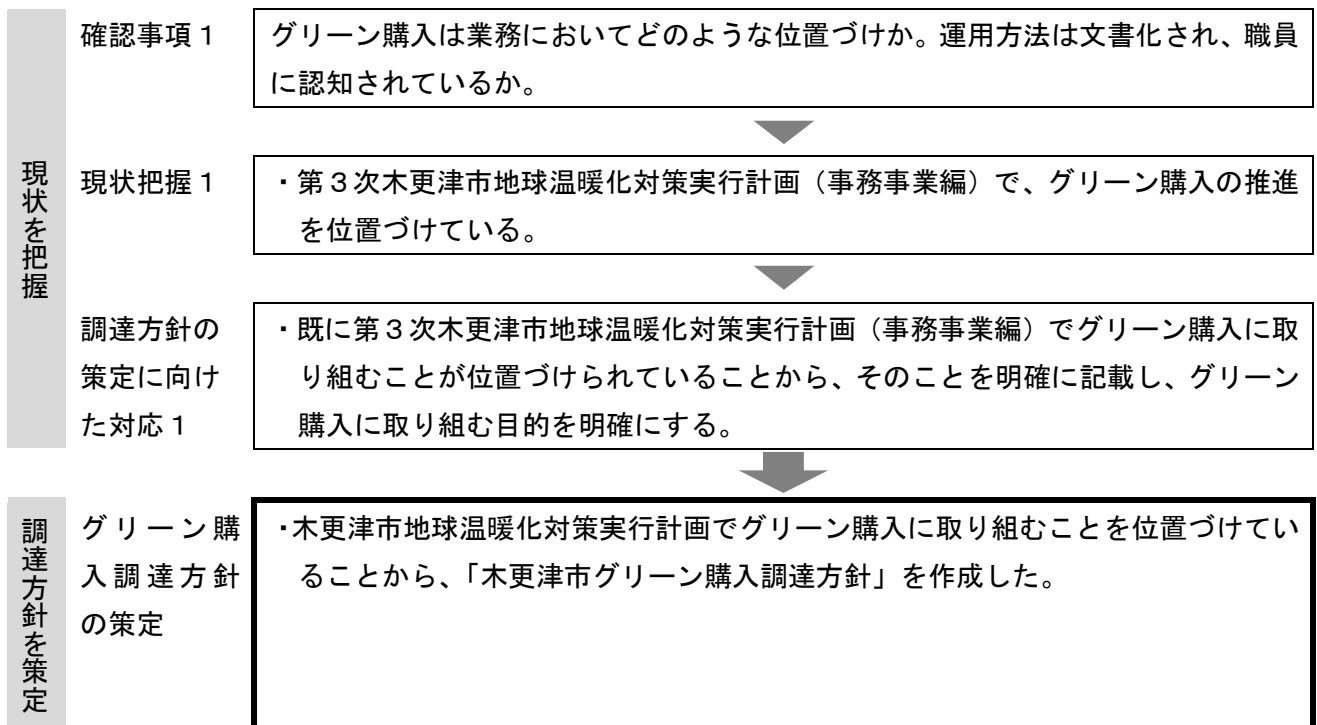 現状を把握
確認事項１
グリーン購入は業務においてどのような位置づけか。運用方法は文書化され、職員
に認知されているか。
現状把握１
・第３次木更津市地球温暖化対策実行計画（事務事業編）で、グリーン購入の推進
を位置づけている。
調達方針の
策定に向け
た対応１
・既に第３次木更津市地球温暖化対策実行計画（事務事業編）でグリーン購入に取
り組むことが位置づけられていることから、そのことを明確に記載し、グリーン
購入に取り組む目的を明確にする。
調達方針を策定
グリーン購
入調達方針
の策定
・木更津市地球温暖化対策実行計画でグリーン購入に取り組むことを位置づけてい
ることから、「木更津市グリーン購入調達方針」を作成した。